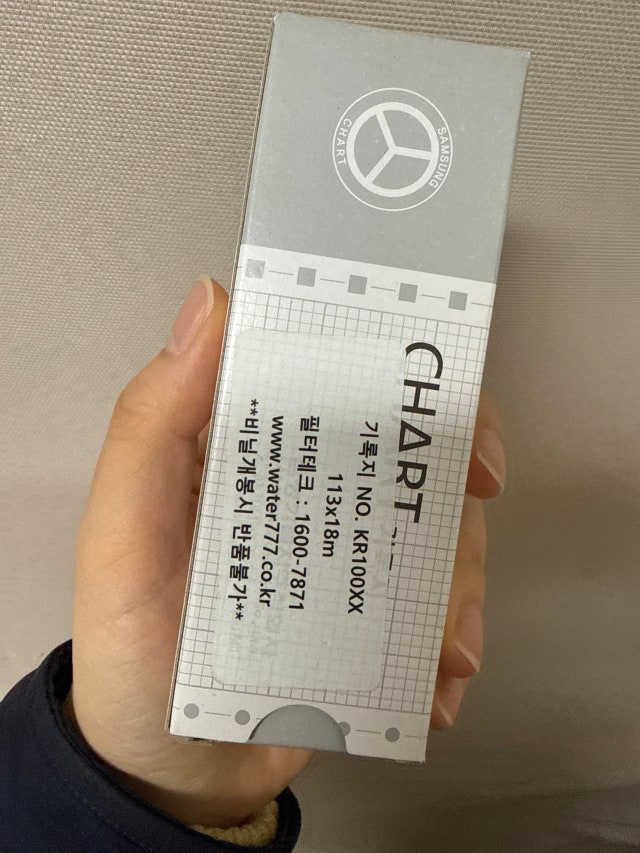 SAMSUNG
CHART
CHART
기록지 NO. KR100XX
113x18m
필터테크 : 1600-7871
www.water777.co.kr
**비닐개봉시 반품불가**